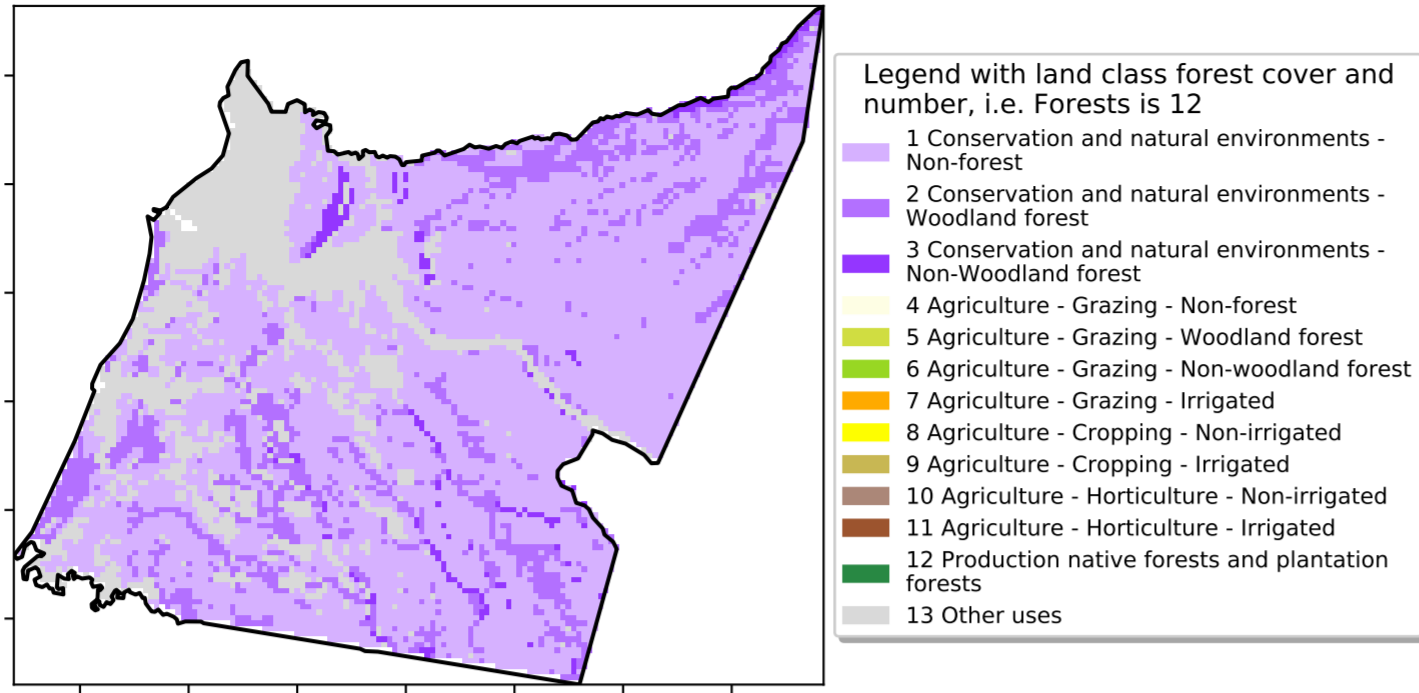 Legend with land class forest cover and
number, i.e. Forests is 12
1 Conservation and natural environments -
Non-forest
2 Conservation and natural environments -
Woodland forest
3 Conservation and natural environments -
Non-Woodland forest
4 Agriculture - Grazing - Non-forest
5 Agriculture - Grazing - Woodland forest
6 Agriculture - Grazing - Non-woodland forest
7 Agriculture - Grazing - Irrigated
8 Agriculture - Cropping - Non-irrigated
9 Agriculture - Cropping - Irrigated
10 Agriculture - Horticulture - Non-irrigated
11 Agriculture - Horticulture - Irrigated
12 Production native forests and plantation
forests
13 Other uses